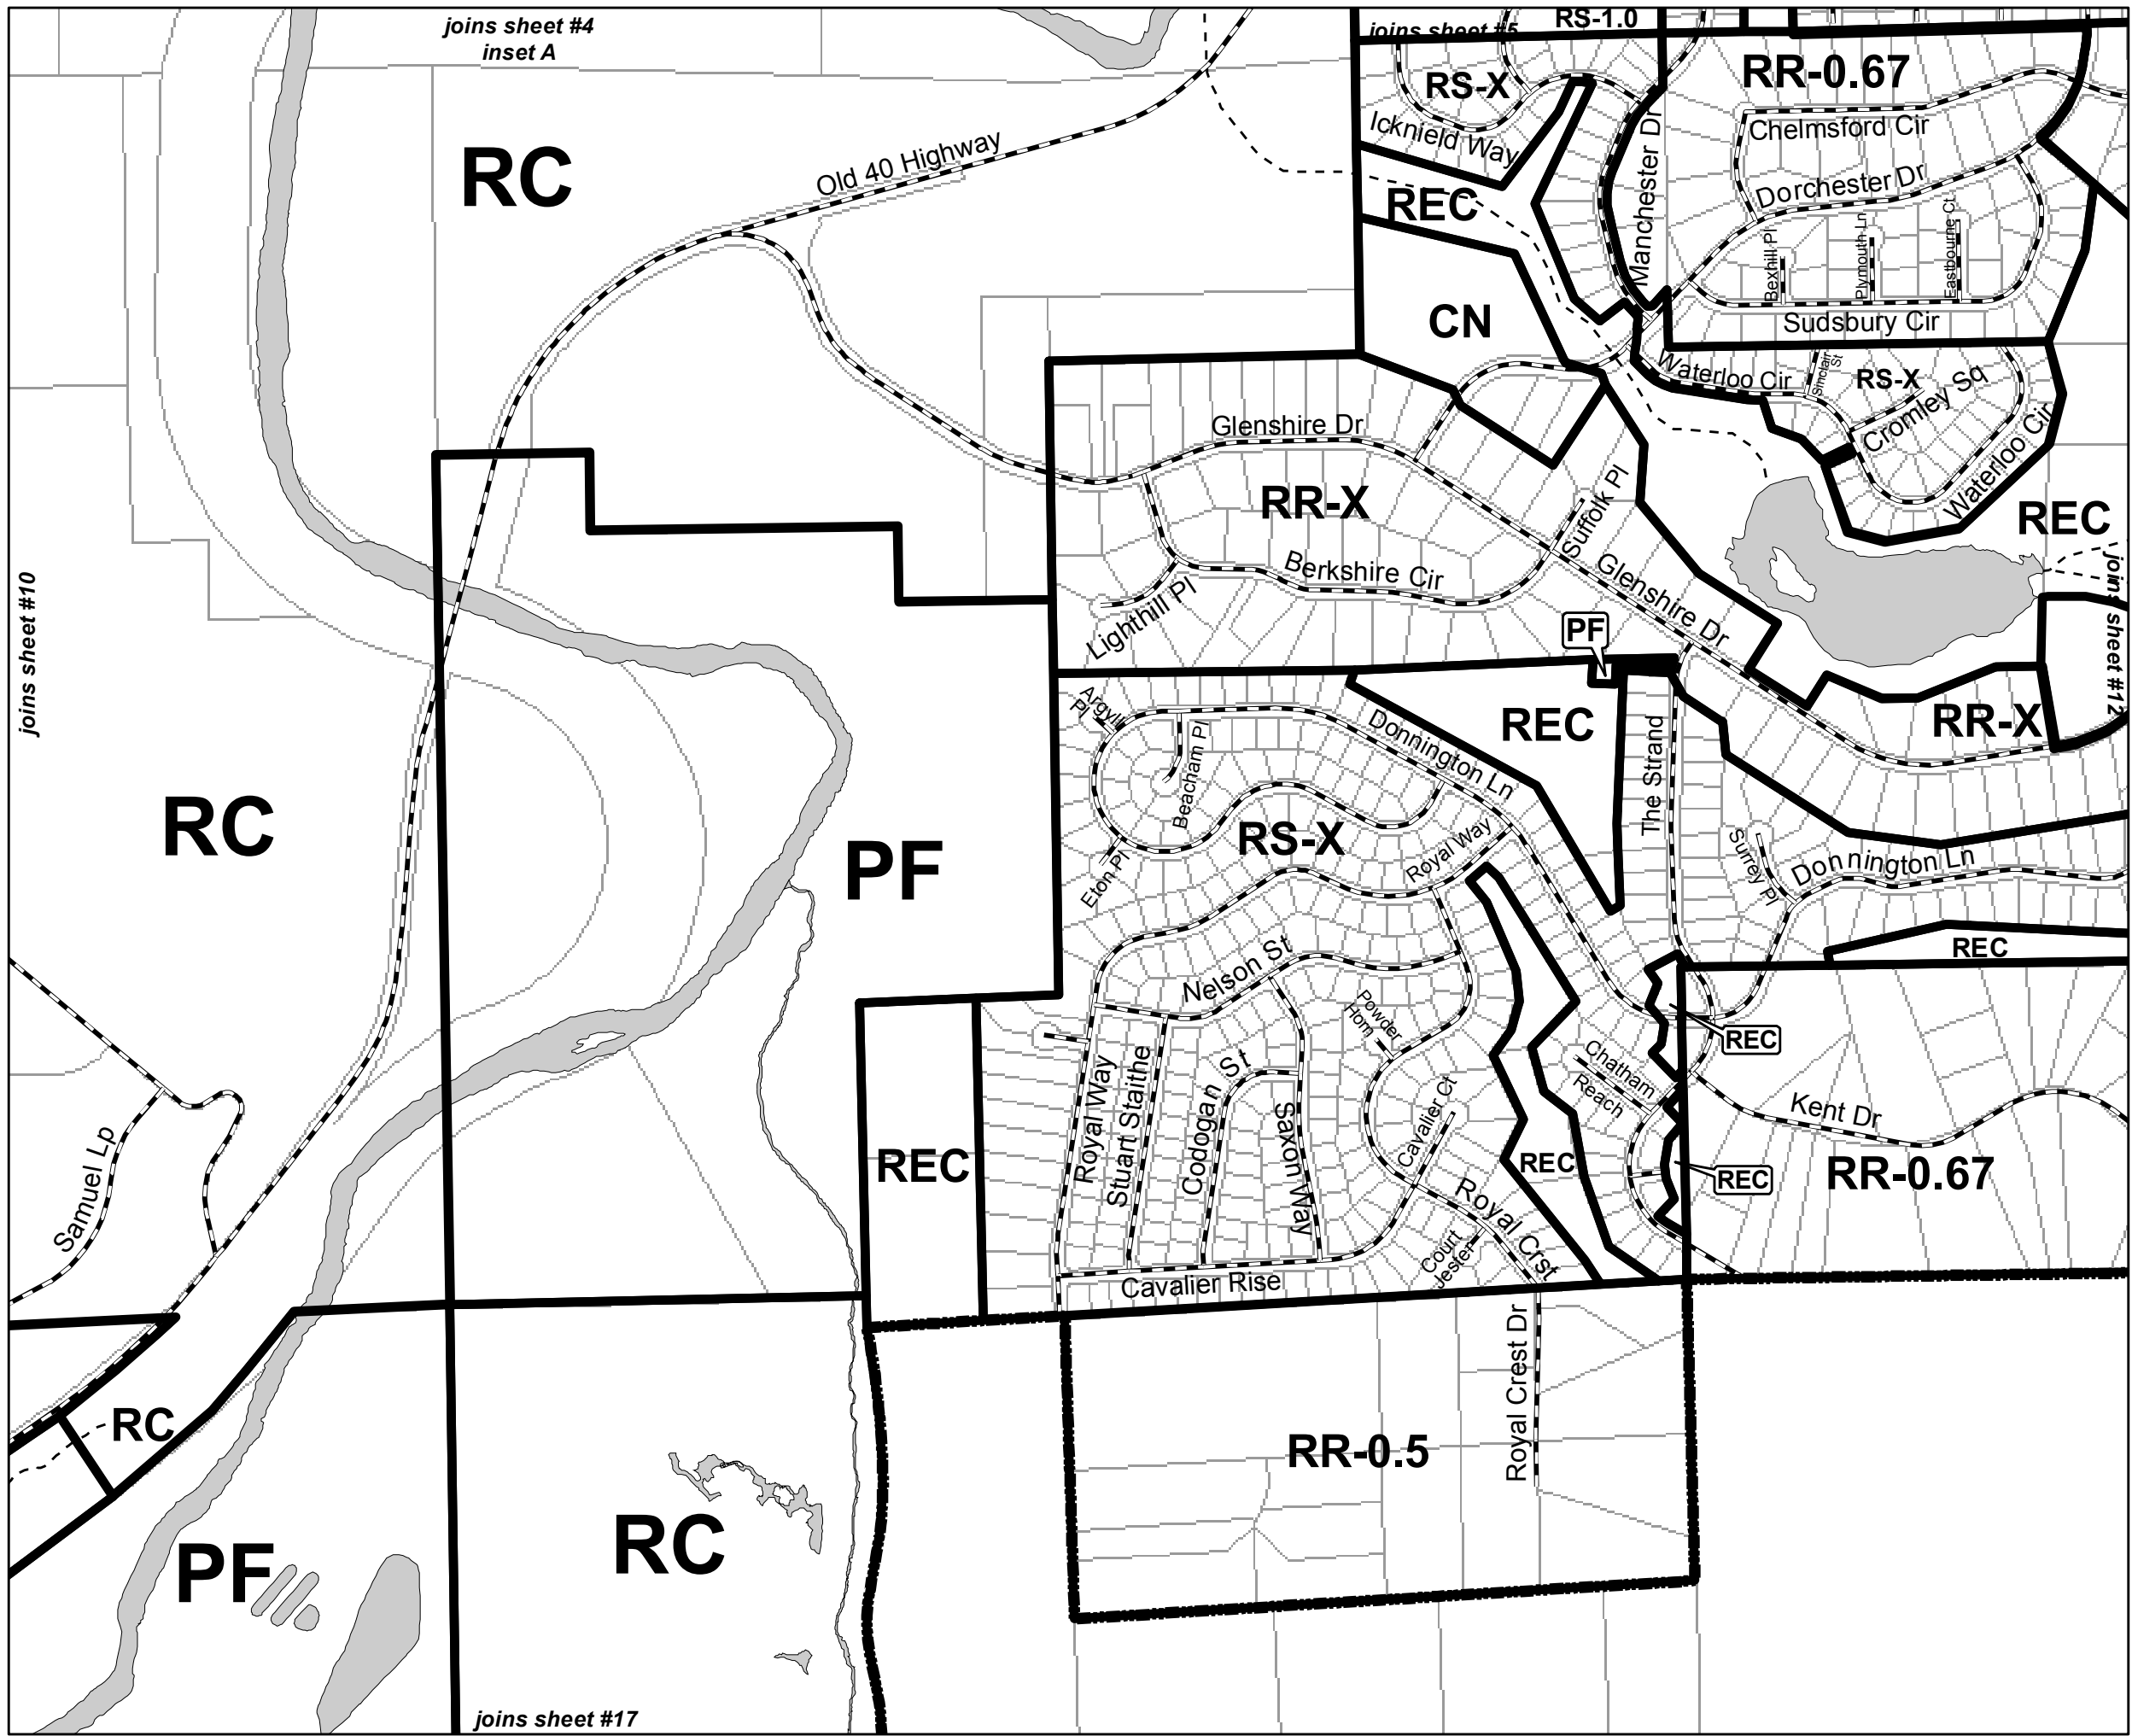 joins sheet #4
inset A
joins sheet #5
RS-1.0
RS-X
RR-0.67
Icknield Way
Manchester Dr
Chelmsford Cir
Old 40 Highway
RC
REC
Dorchester Dr
Bexhill Pl
Plymouth Ln
Eastbourne Ct
CN
Sudsbury Cir
Waterloo Cir
Sinclair
St
RS-X
Cromley Sq
Waterloo Cir
Glenshire Dr
RR-X
Suffolk Pl
REC
Berkshire Cir
Glenshire Dr
Lighthill Pl
joins sheet #10
joins sheet #12
PF
Argyll
Pl
Beacham Pl
Donnington Ln
REC
The Strand
RR-X
RC
PF
RS-X
Royal Way
Eton Pl
Surrey Pl
Donnington Ln
Nelson St
REC
Powder
Horn
REC
Royal Way
Stuart Staithe
Codogan St
Saxon Way
Cavalier Ct
Chatham
Reach
Kent Dr
Samuel Lp
REC
REC
REC
RR-0.67
Royal Crst
Court
Jester
Cavalier Rise
Royal Crest Dr
RC
RR-0.5
PF
RC
joins sheet #17